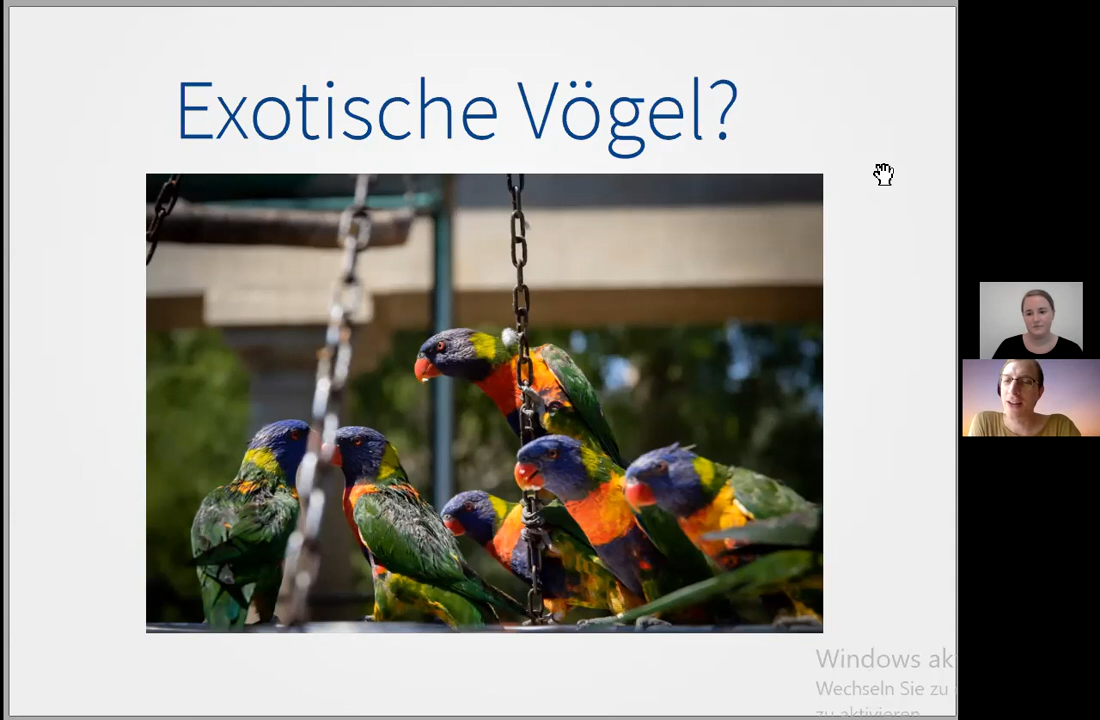 Exotische Vögel?
Windows ak
Wechseln Sie zu
zu aktivieren